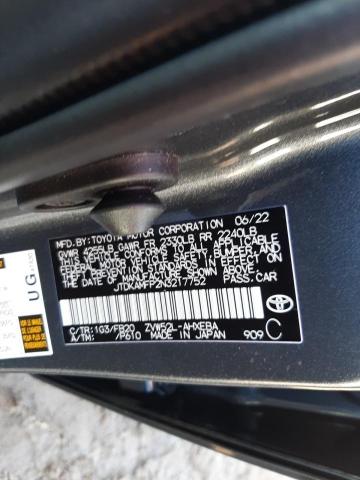 MFD.BY:TOYOTA MOTOR CORPORATION 06/22
GVWR 4255LB GAWR FR 2330LB RR 2240LB
THIS VEHICLE CONFORMS TO ALL APPLICABLE
FEDERAL MOTOR VEHICLE SAFETY, BUMPER, AND
THEFT PREVENTION STANDARDS IN EFFECT ON
THE DATE OF MANUFACTURE SHOWN ABOVE.
JTDKAMFP2N3217752 PASS.CAR
C/TR:1G3/FB20 ZVW52L-AHXEBA
A/TM: /P610 MADE IN JAPAN 909 C
UG